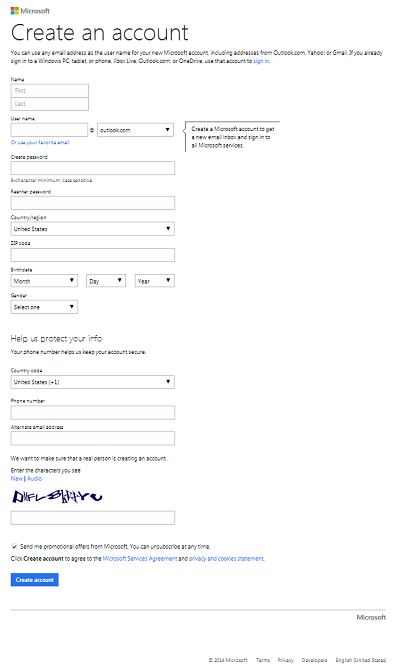 Microsoft
Create an account
You can use any email address as the user name for your new Microsoft account, including addresses from Outlook.com, Yahoo! or Gmail. If you already
sign in to a Windows PC, tablet, or phone, Xbox Live, Outlook.com, or OneDrive, use that account to sign in.
Name
First
Last
User name
@ outlook.com
Create a Microsoft account to get
a new email inbox and sign in to
all Microsoft services.
Or use your favorite email
Create password
8-character minimum; case sensitive
Reenter password
Country/region
United States
ZIP code
Birthdate
Month Day Year
Gender
Select one
Help us protect your info
Your phone number helps us keep your account secure.
Country code
United States (+1)
Phone number
Alternate email address
We want to make sure that a real person is creating an account.
Enter the characters you see
New | Audio
Send me promotional offers from Microsoft. You can unsubscribe at any time.
Click Create account to agree to the Microsoft Services Agreement and privacy and cookies statement.
Create account
Microsoft
© 2014 Microsoft Terms Privacy Developers English (United States)